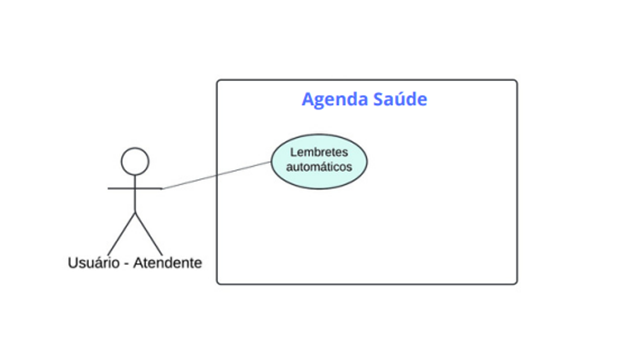 Agenda Saúde
Lembretes
automáticos
Usuário - Atendente